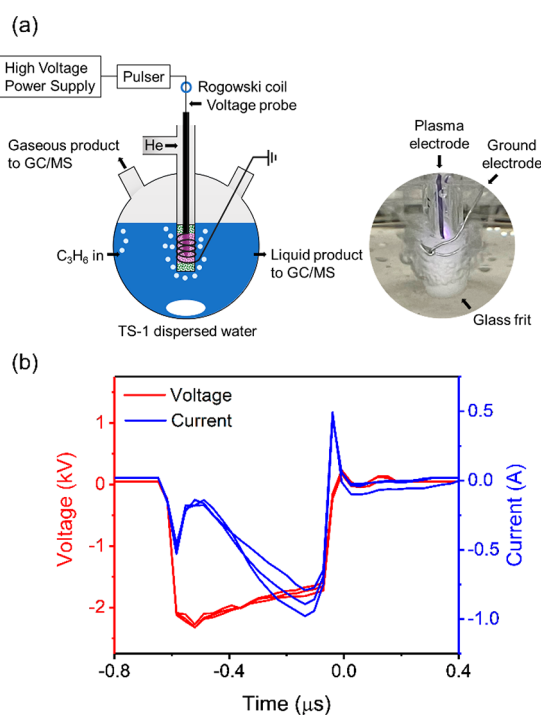 (a)
High Voltage
Power Supply
Pulser
Rogowski coil
Voltage probe
Gaseous product
to GC/MS
He
Plasma
electrode
Ground
electrode
C3H6 in
Liquid product
to GC/MS
TS-1 dispersed water
Glass frit
(b)
Voltage
Current
1
0
-1
-2
Voltage (kV)
0.5
0.0
-0.5
-1.0
Current (A)
-0.8
-0.4
0.0
0.4
Time (μs)